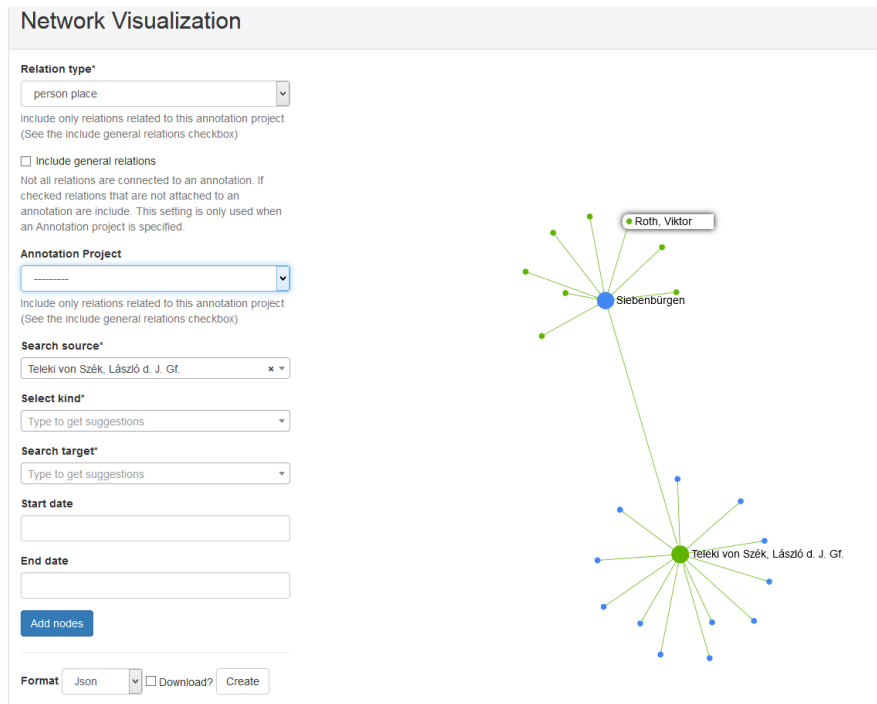 Network Visualization
Relation type*
person place
Include only relations related to this annotation project
(See the include general relations checkbox)
Include general relations
Not all relations are connected to an annotation. If
checked relations that are not attached to an
annotation are include. This setting is only used when
an Annotation project is specified.
Annotation Project
---------
Include only relations related to this annotation project
(See the include general relations checkbox)
Search source*
Teleki von Szék, László d. J. Gf.
Select kind*
Type to get suggestions
Search target*
Type to get suggestions
Start date
End date
Add nodes
Format Json Download? Create
Roth, Viktor
Siebenbürgen
Teleki von Szék, László d. J. Gf.